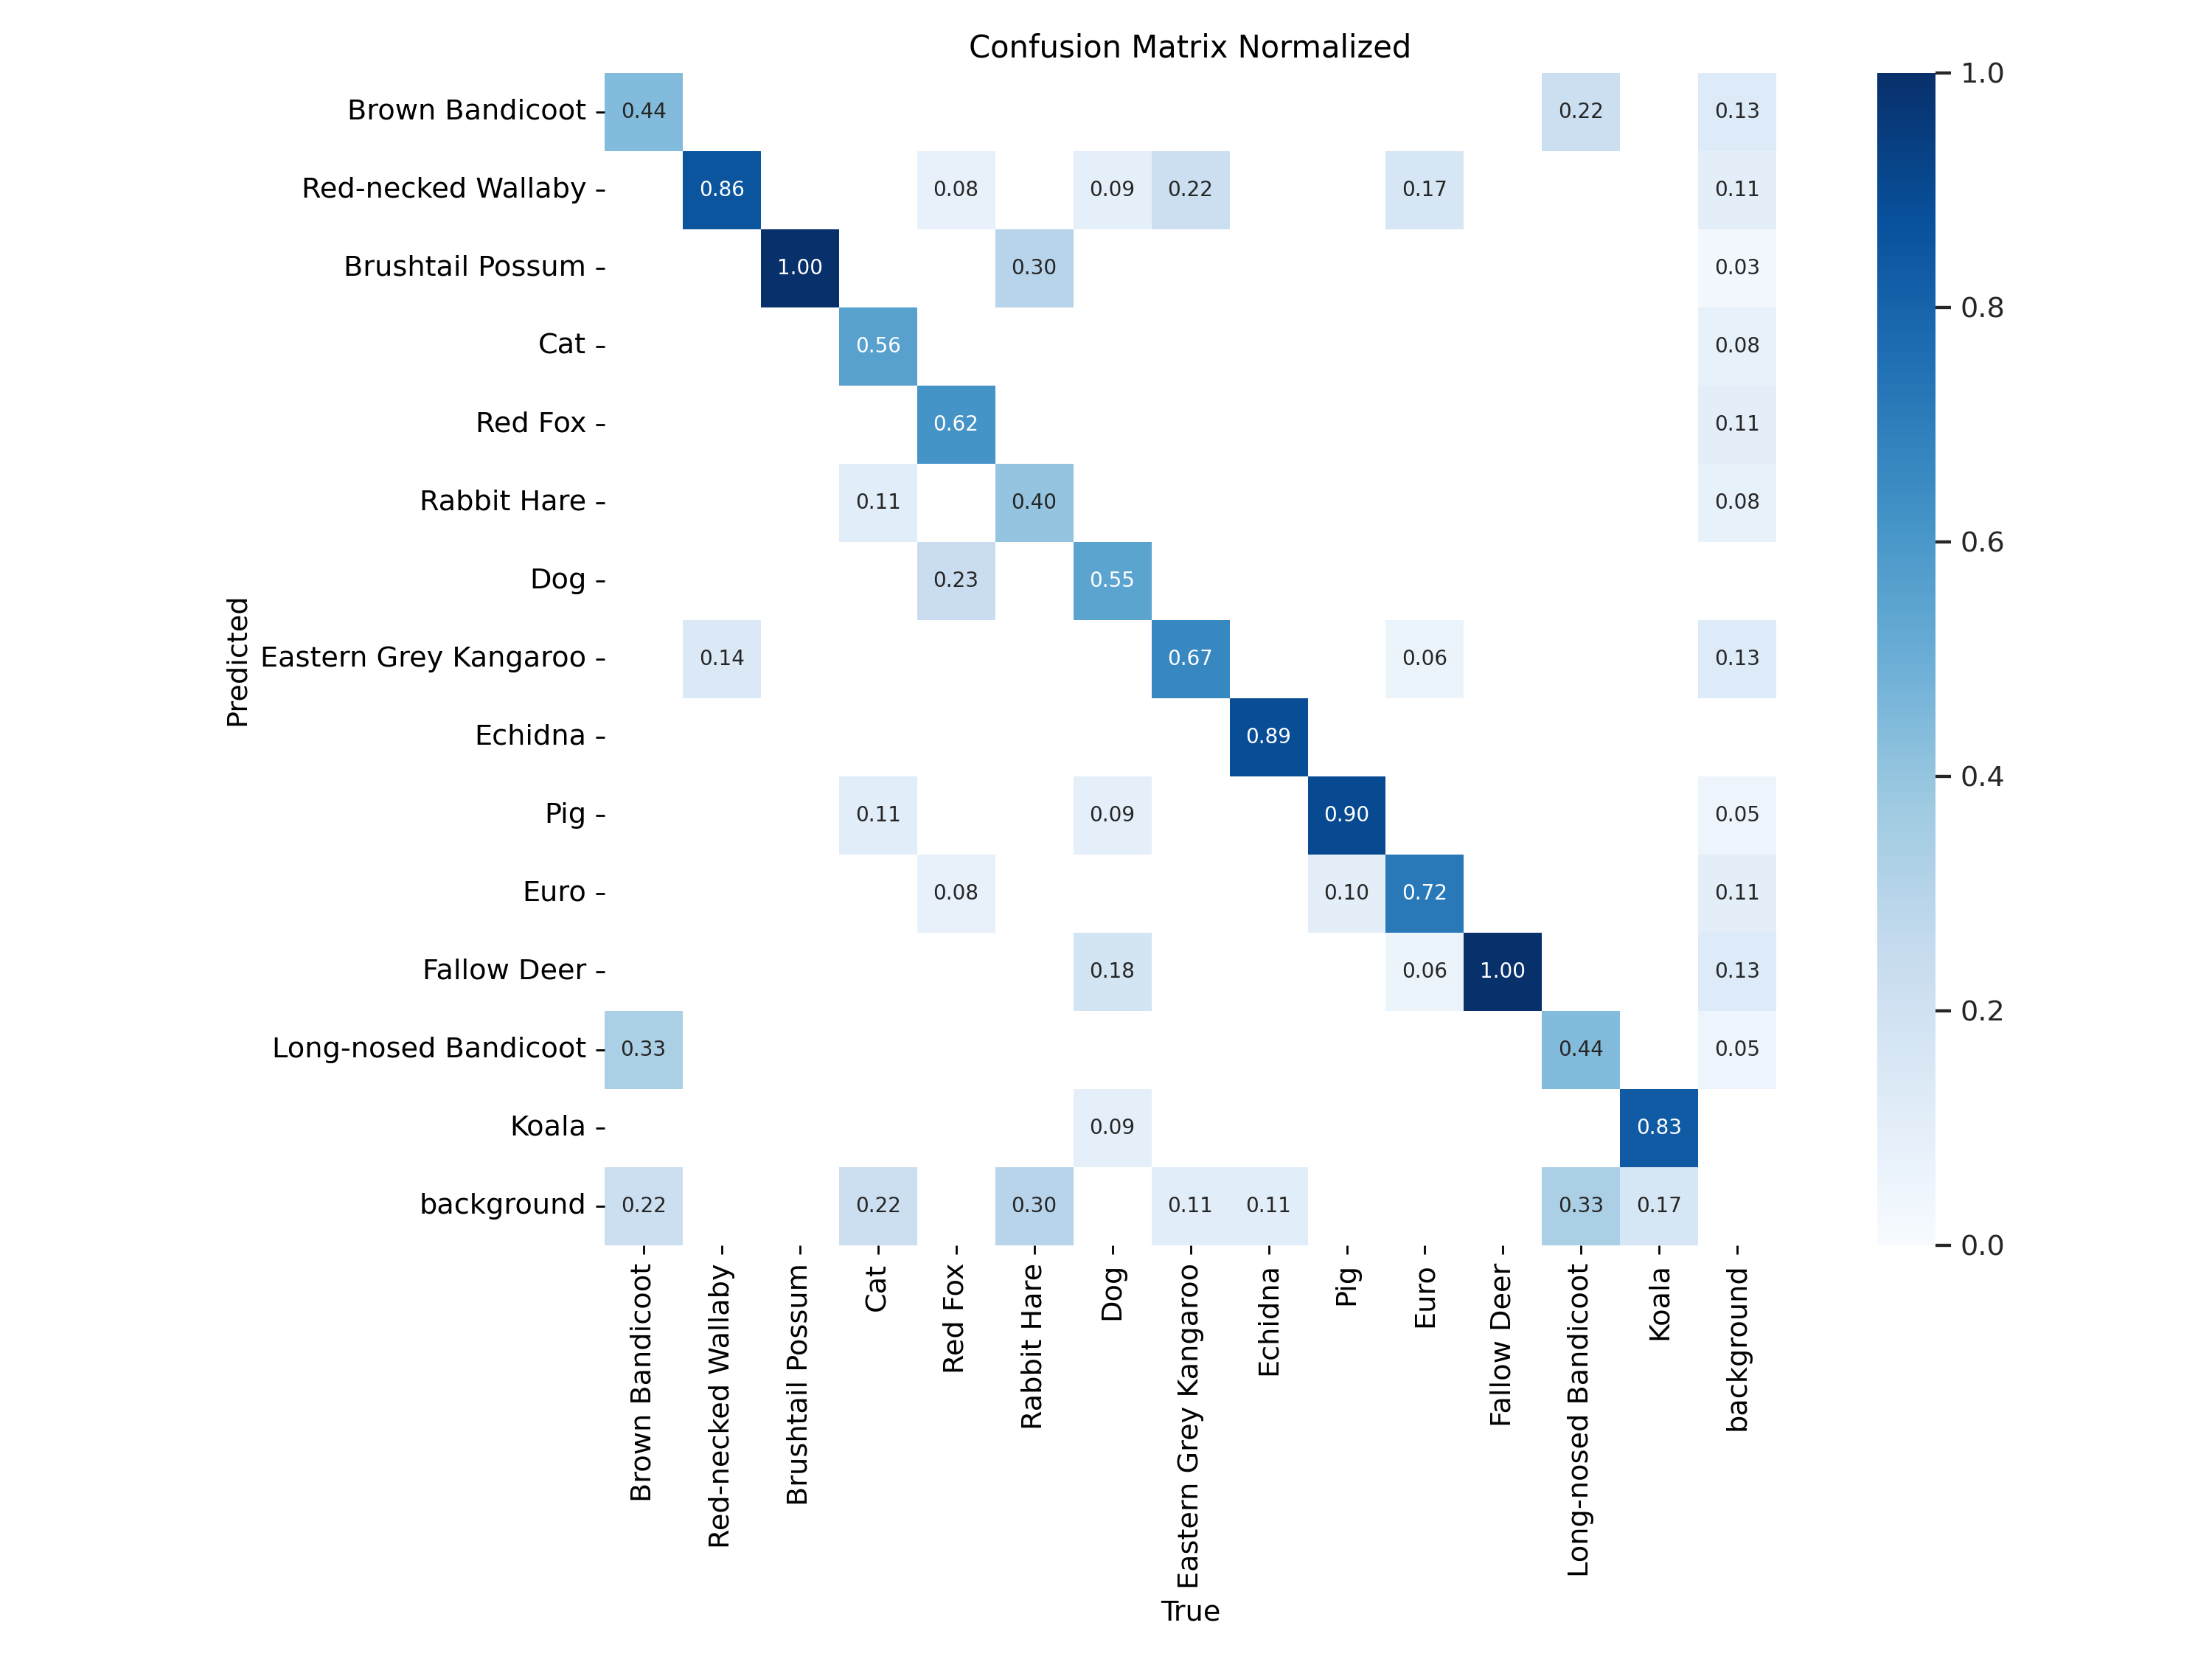 Confusion Matrix Normalized
Brown Bandicoot 0.44 0.22 0.13
Red-necked Wallaby 0.86 0.08 0.09 0.22 0.17 0.11
Brushtail Possum 1.00 0.30 0.03
Cat 0.56 0.08
Red Fox 0.62 0.11
Rabbit Hare 0.11 0.40 0.08
Dog 0.23 0.55
Eastern Grey Kangaroo 0.14 0.67 0.06 0.13
Echidna 0.89
Pig 0.11 0.09 0.90 0.05
Euro 0.08 0.10 0.72 0.11
Fallow Deer 0.18 0.06 1.00 0.13
Long-nosed Bandicoot 0.33 0.44 0.05
Koala 0.09 0.83
background 0.22 0.22 0.30 0.11 0.11 0.33 0.17
Predicted
Brown Bandicoot
Red-necked Wallaby
Brushtail Possum
Cat
Red Fox
Rabbit Hare
Dog
Eastern Grey Kangaroo
Echidna
Pig
Euro
Fallow Deer
Long-nosed Bandicoot
Koala
background
True
1.0
0.8
0.6
0.4
0.2
0.0